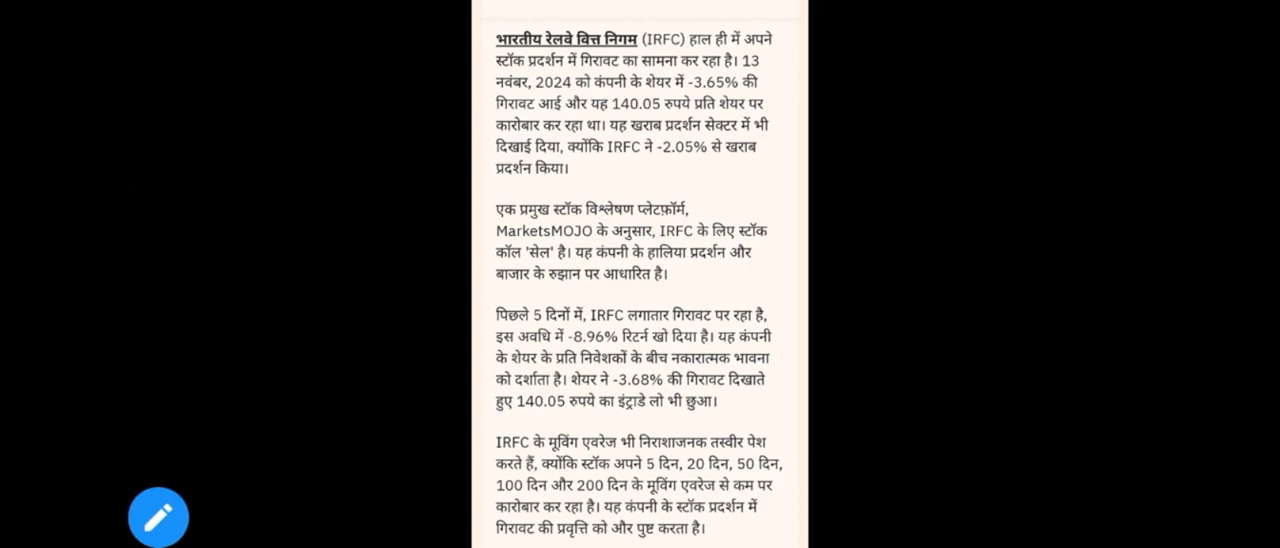 भारतीय रेलवे वित्त निगम (IRFC) हाल ही में अपने
स्टॉक प्रदर्शन में गिरावट का सामना कर रहा है। 13
नवंबर, 2024 को कंपनी के शेयर में -3.65% की
गिरावट आई और यह 140.05 रुपये प्रति शेयर पर
कारोबार कर रहा था। यह खराब प्रदर्शन सेक्टर में भी
दिखाई दिया, क्योंकि IRFC ने -2.05% से खराब
प्रदर्शन किया।
एक प्रमुख स्टॉक विश्लेषण प्लेटफ़ॉर्म,
MarketsMOJO के अनुसार, IRFC के लिए स्टॉक
कॉल 'सेल' है। यह कंपनी के हालिया प्रदर्शन और
बाजार के रुझान पर आधारित है।
पिछले 5 दिनों में, IRFC लगातार गिरावट पर रहा है,
इस अवधि में -8.96% रिटर्न खो दिया है। यह कंपनी
के शेयर के प्रति निवेशकों के बीच नकारात्मक भावना
को दर्शाता है। शेयर ने -3.68% की गिरावट दिखाते
हुए 140.05 रुपये का इंट्राडे लो भी छुआ।
IRFC के मूविंग एवरेज भी निराशाजनक तस्वीर पेश
करते हैं, क्योंकि स्टॉक अपने 5 दिन, 20 दिन, 50 दिन,
100 दिन और 200 दिन के मूविंग एवरेज से कम पर
कारोबार कर रहा है। यह कंपनी के स्टॉक प्रदर्शन में
गिरावट की प्रवृत्ति को और पुष्ट करता है।